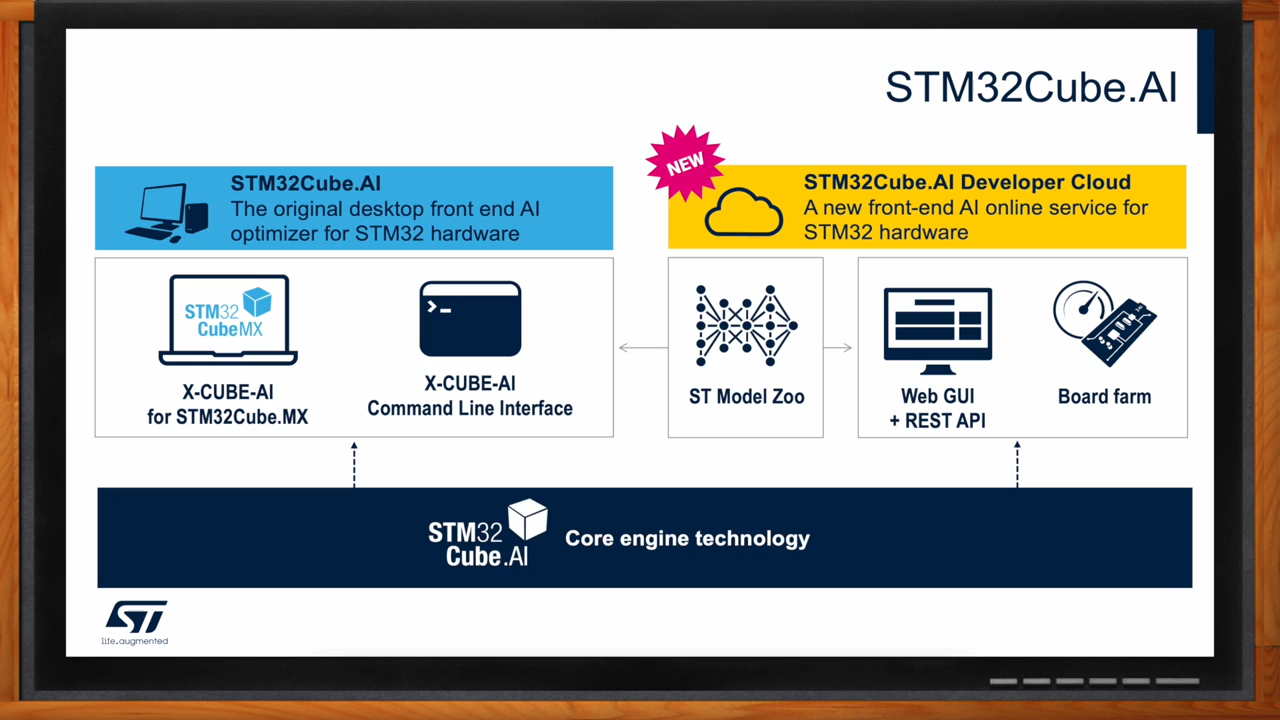 STM32Cube.AI
STM32Cube.AI
The original desktop front end AI
optimizer for STM32 hardware
NEW
STM32Cube.AI Developer Cloud
A new front-end AI online service for
STM32 hardware
STM32
CubeMX
X-CUBE-AI
for STM32Cube.MX
X-CUBE-AI
Command Line Interface
ST Model Zoo
Web GUI
+ REST API
Board farm
STM32
Cube.AI
Core engine technology
ST
life.augmented